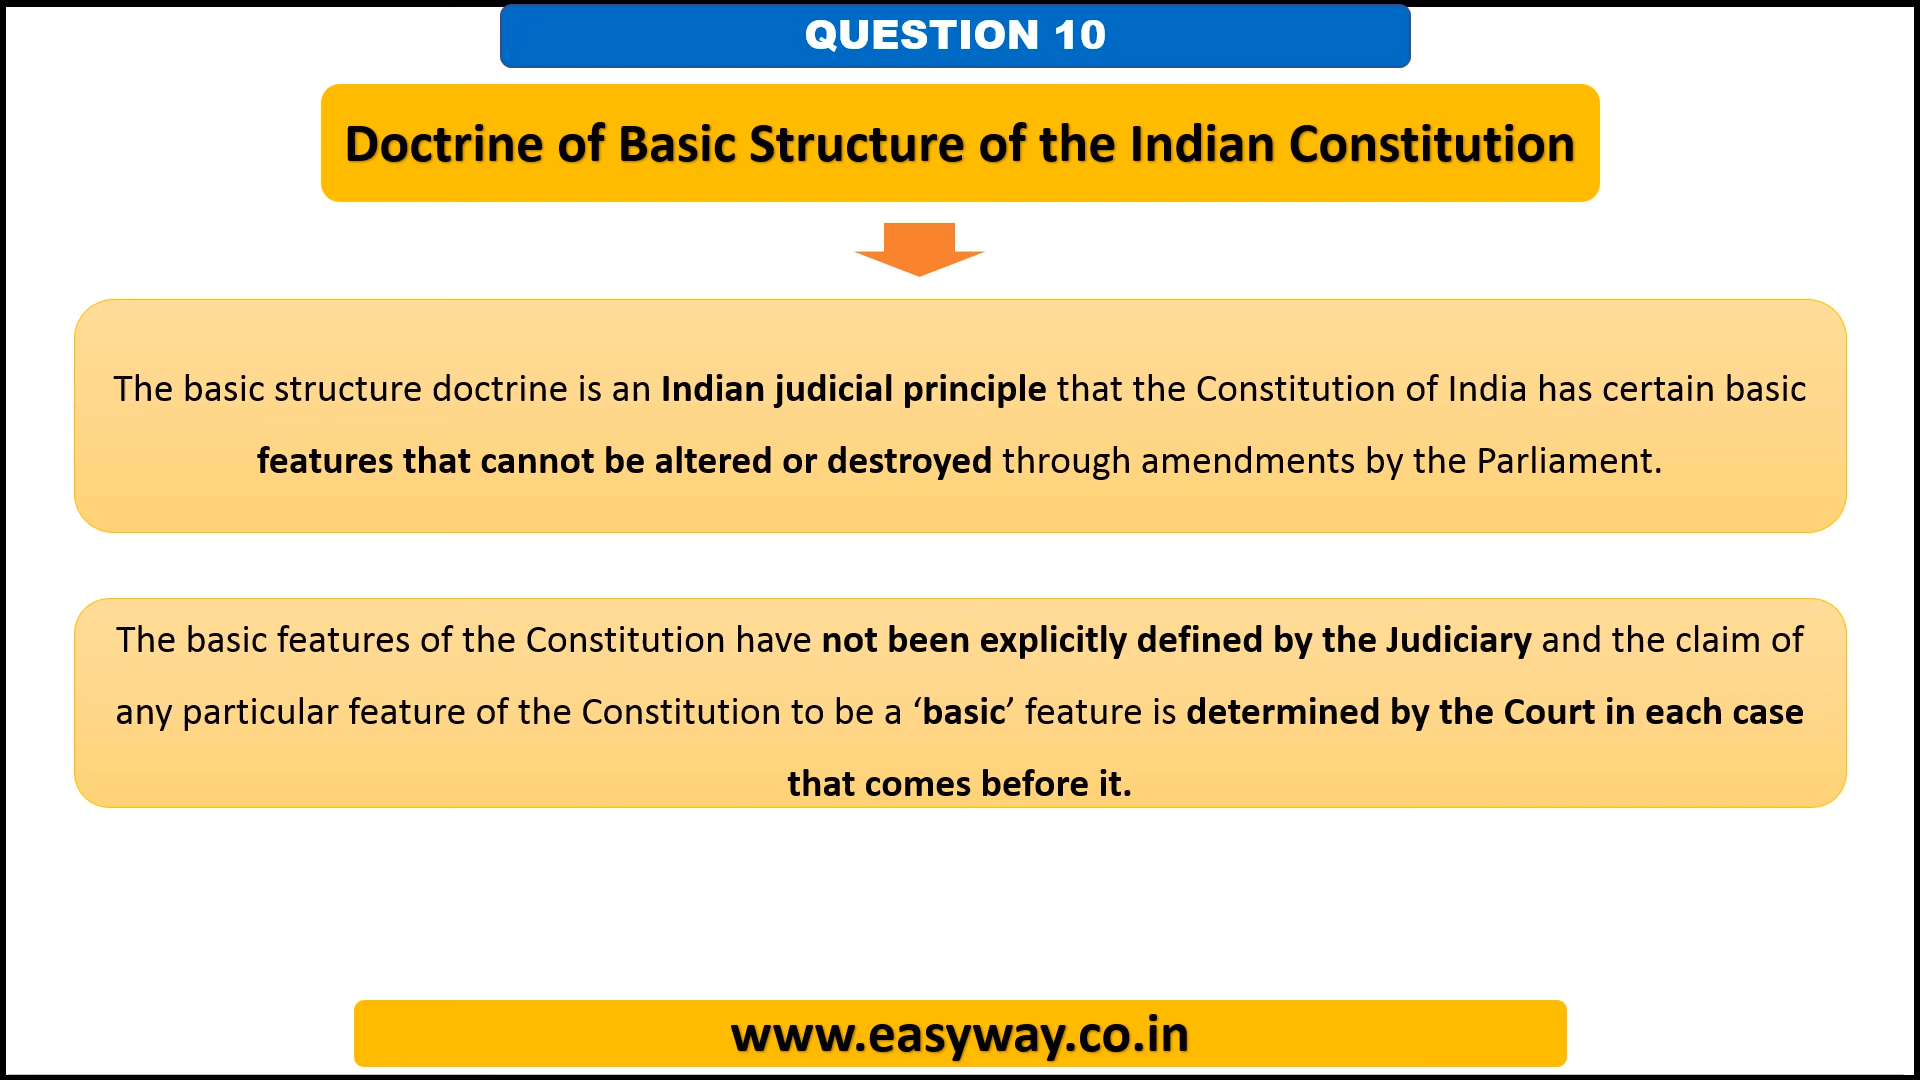 QUESTION 10
Doctrine of Basic Structure of the Indian Constitution
The basic structure doctrine is an Indian judicial principle that the Constitution of India has certain basic
features that cannot be altered or destroyed through amendments by the Parliament.
The basic features of the Constitution have not been explicitly defined by the Judiciary and the claim of
any particular feature of the Constitution to be a ‘basic’ feature is determined by the Court in each case
that comes before it.
www.easyway.co.in